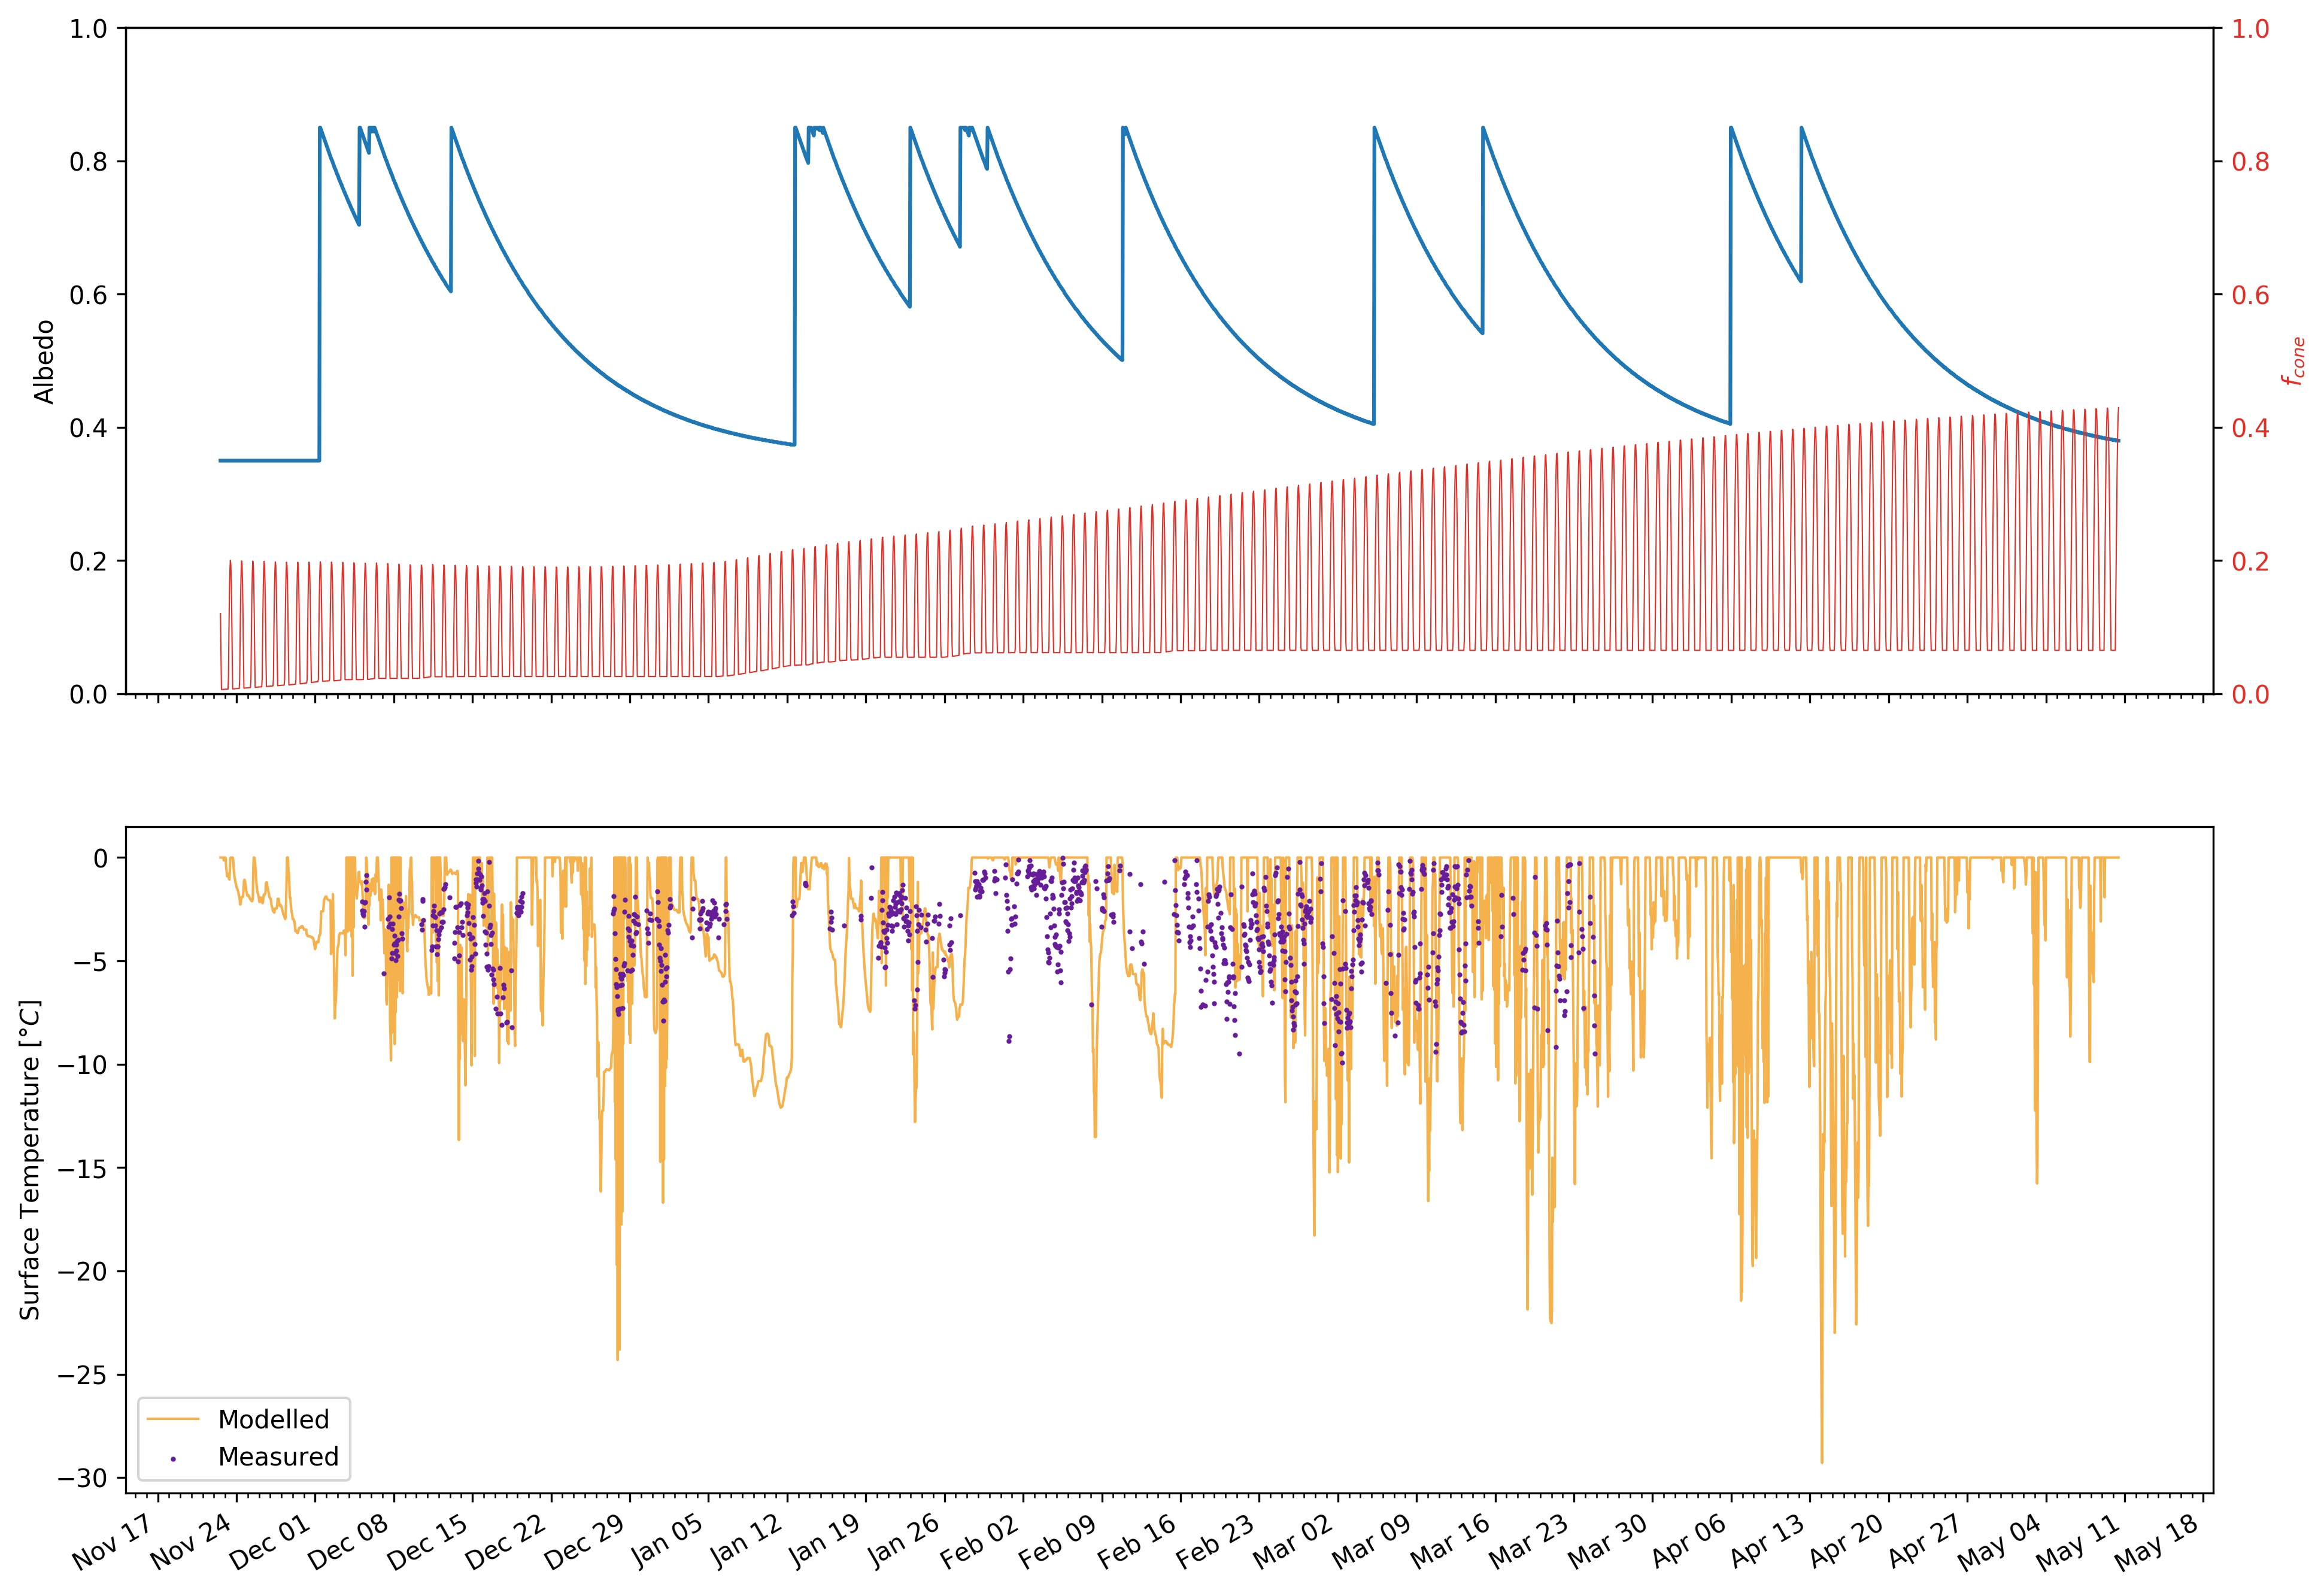 1.0
0.8
0.6
0.4
0.2
0.0
Albedo
1.0
0.8
0.6
0.4
0.2
0.0
fcone
0
−5
−10
−15
−20
−25
−30
Surface Temperature [°C]
Modelled
Measured
Nov 17
Nov 24
Dec 01
Dec 08
Dec 15
Dec 22
Dec 29
Jan 05
Jan 12
Jan 19
Jan 26
Feb 02
Feb 09
Feb 16
Feb 23
Mar 02
Mar 09
Mar 16
Mar 23
Mar 30
Apr 06
Apr 13
Apr 20
Apr 27
May 04
May 11
May 18